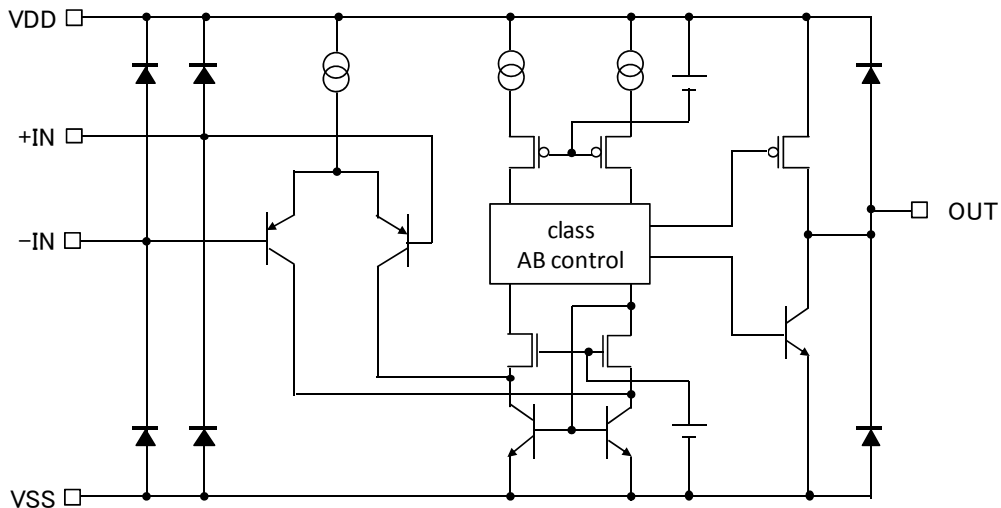 VDD
+IN
−IN
VSS
class
AB control
OUT